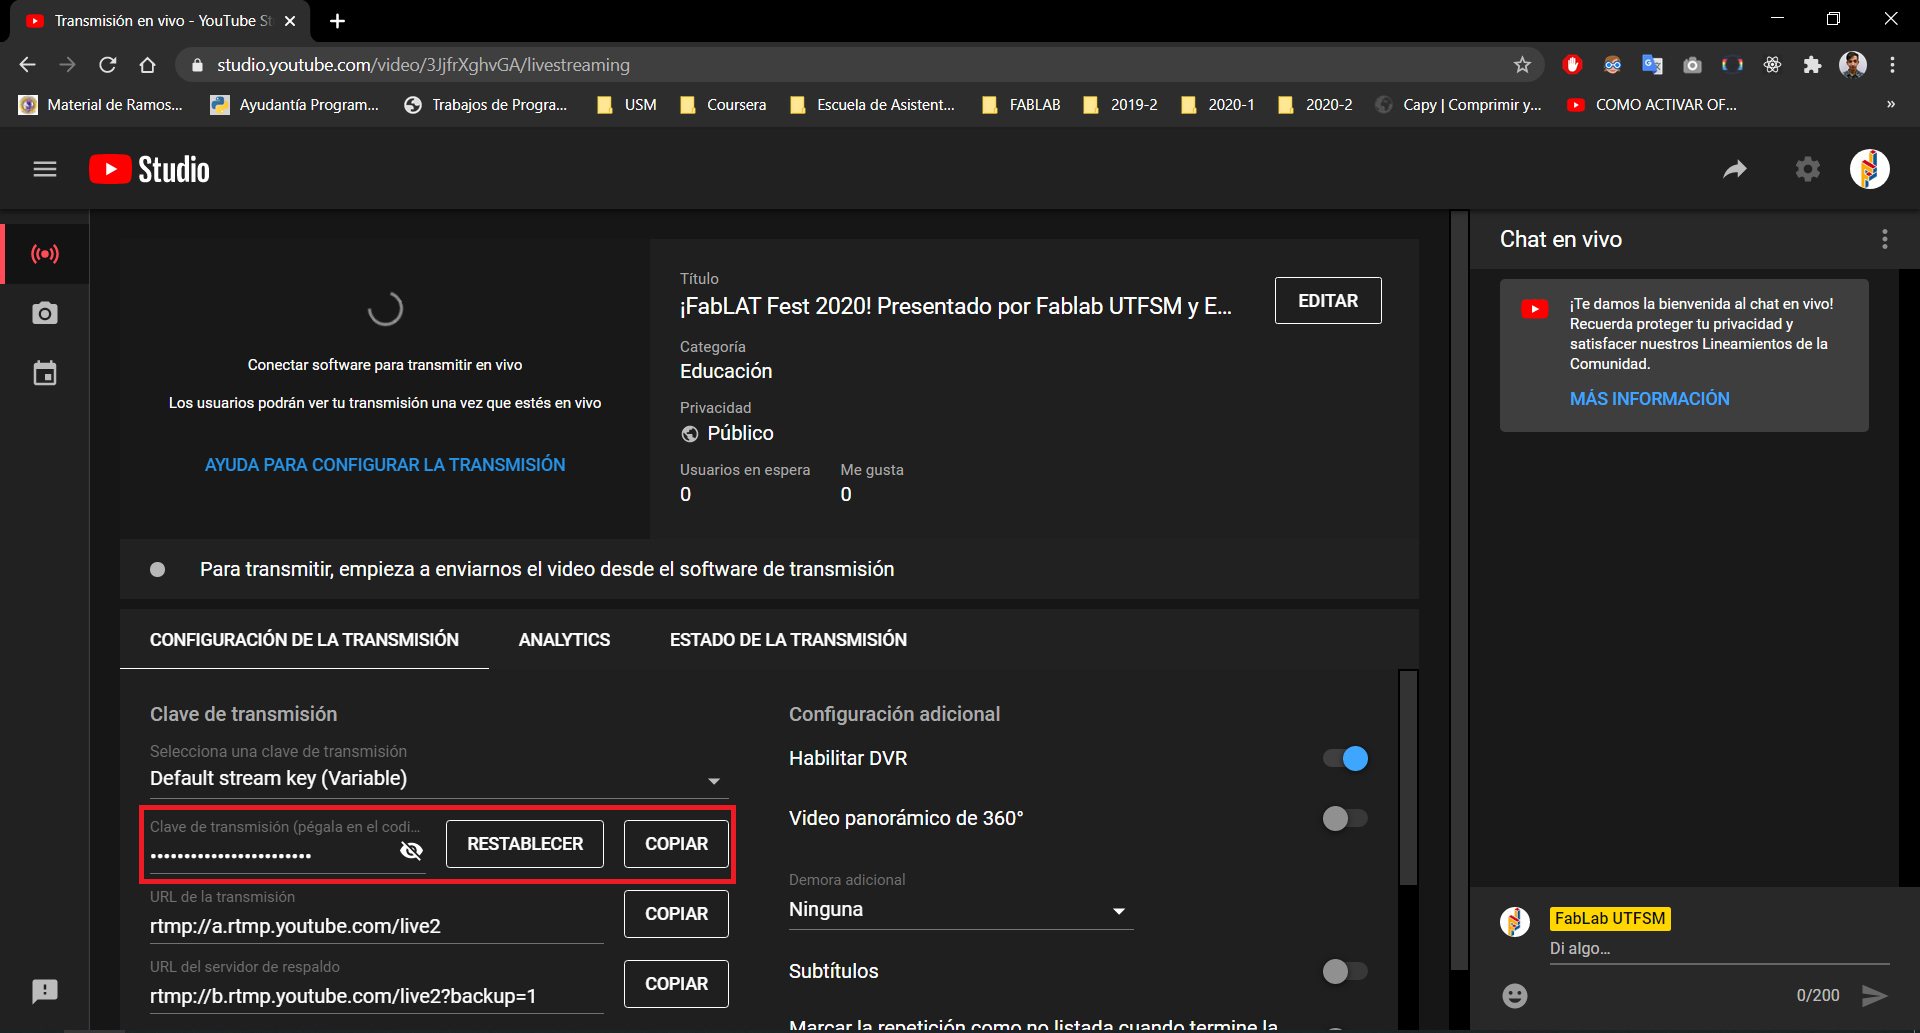 Transmisión en vivo - YouTube St
studio.youtube.com/video/3JjfrXghvGA/livestreaming
Material de Ramos...
Ayudantía Program...
Trabajos de Progra...
USM
Coursera
Escuela de Asistent...
FABLAB
2019-2
2020-1
2020-2
Capy | Comprimir y...
COMO ACTIVAR OF...
»
Studio
Conectar software para transmitir en vivo
Los usuarios podrán ver tu transmisión una vez que estés en vivo
AYUDA PARA CONFIGURAR LA TRANSMISIÓN
Título
¡FabLAT Fest 2020! Presentado por Fablab UTFSM y E...
EDITAR
Categoría
Educación
Privacidad
Público
Usuarios en espera
Me gusta
0
0
Para transmitir, empieza a enviarnos el video desde el software de transmisión
CONFIGURACIÓN DE LA TRANSMISIÓN
ANALYTICS
ESTADO DE LA TRANSMISIÓN
Clave de transmisión
Selecciona una clave de transmisión
Default stream key (Variable)
Clave de transmisión (pégala en el codi...
RESTABLECER
COPIAR
URL de la transmisión
rtmp://a.rtmp.youtube.com/live2
COPIAR
URL del servidor de respaldo
rtmp://b.rtmp.youtube.com/live2?backup=1
COPIAR
Configuración adicional
Habilitar DVR
Video panorámico de 360°
Demora adicional
Ninguna
Subtítulos
Marcar la repetición como no listada cuando termine la
Chat en vivo
¡Te damos la bienvenida al chat en vivo!
Recuerda proteger tu privacidad y
satisfacer nuestros Lineamientos de la
Comunidad.
MÁS INFORMACIÓN
FabLab UTFSM
Di algo...
0/200